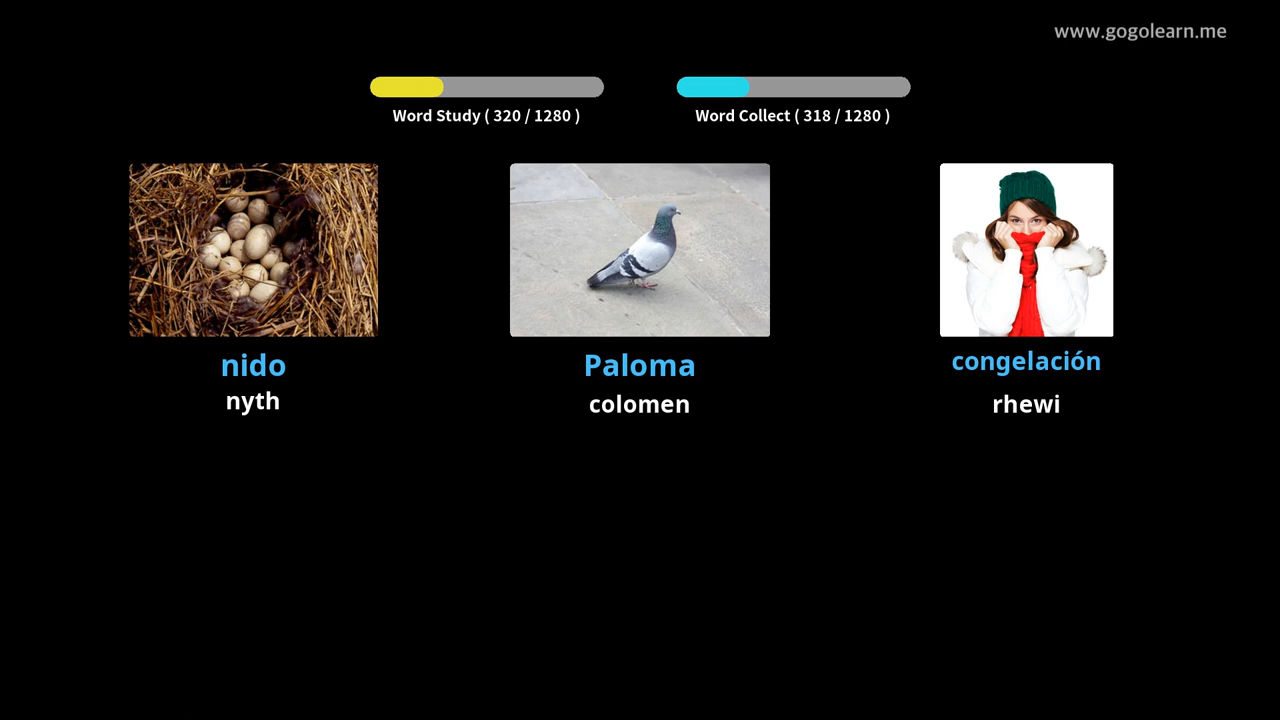 www.gogolearn.me
Word Study ( 320 / 1280 )
Word Collect ( 318 / 1280 )
nido
nyth
Paloma
colomen
congelación
rhewi